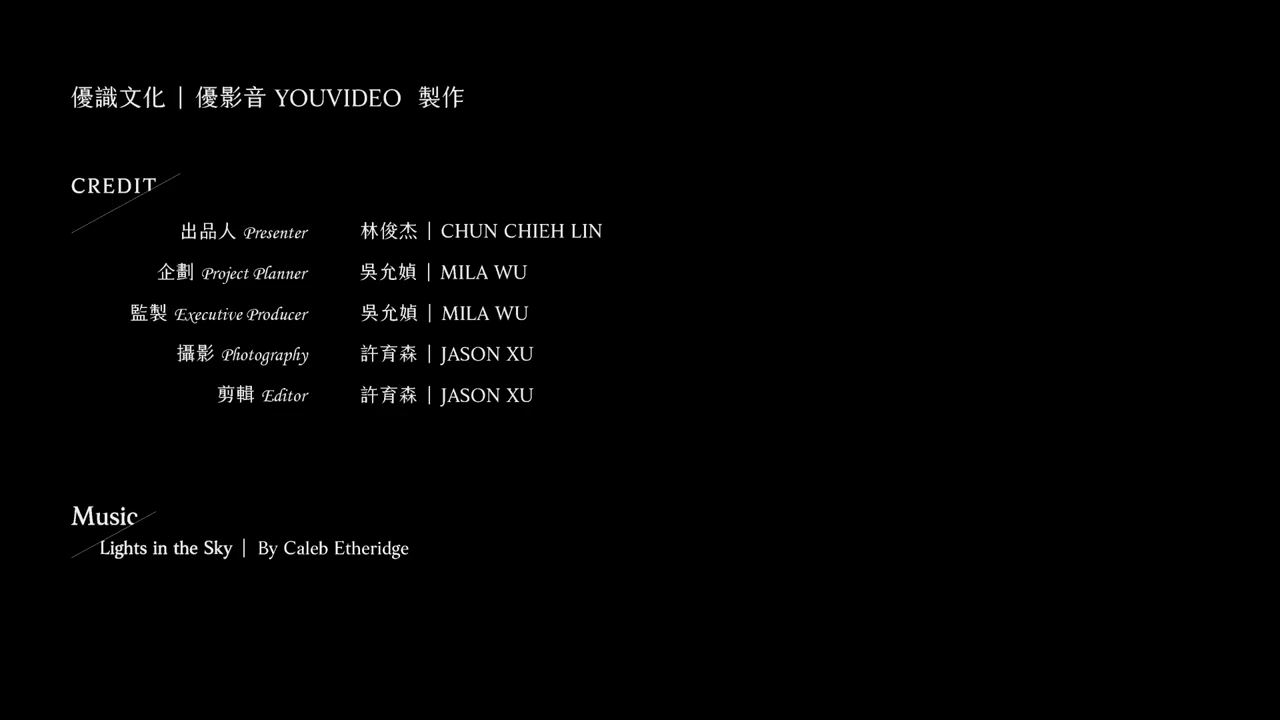 優識文化 | 優影音 YOUVIDEO 製作
CREDIT
出品人 Presenter 林俊杰 | CHUN CHIEH LIN
企劃 Project Planner 吳允媜 | MILA WU
監製 Executive Producer 吳允媜 | MILA WU
攝影 Photography 許育森 | JASON XU
剪輯 Editor 許育森 | JASON XU
Music
Lights in the Sky | By Caleb Etheridge